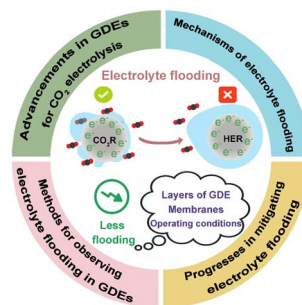 Advancements in GDEs
for CO2 electrolysis
Mechanisms of electrolyte flooding
Electrolyte flooding
CO2R
HER
e-
e-
e-
e-
e-
e-
e-
e-
Less
flooding
Layers of GDE
Membranes
Operating conditions
Methods for observing
electrolyte flooding in GDEs
Progresses in mitigating
electrolyte flooding